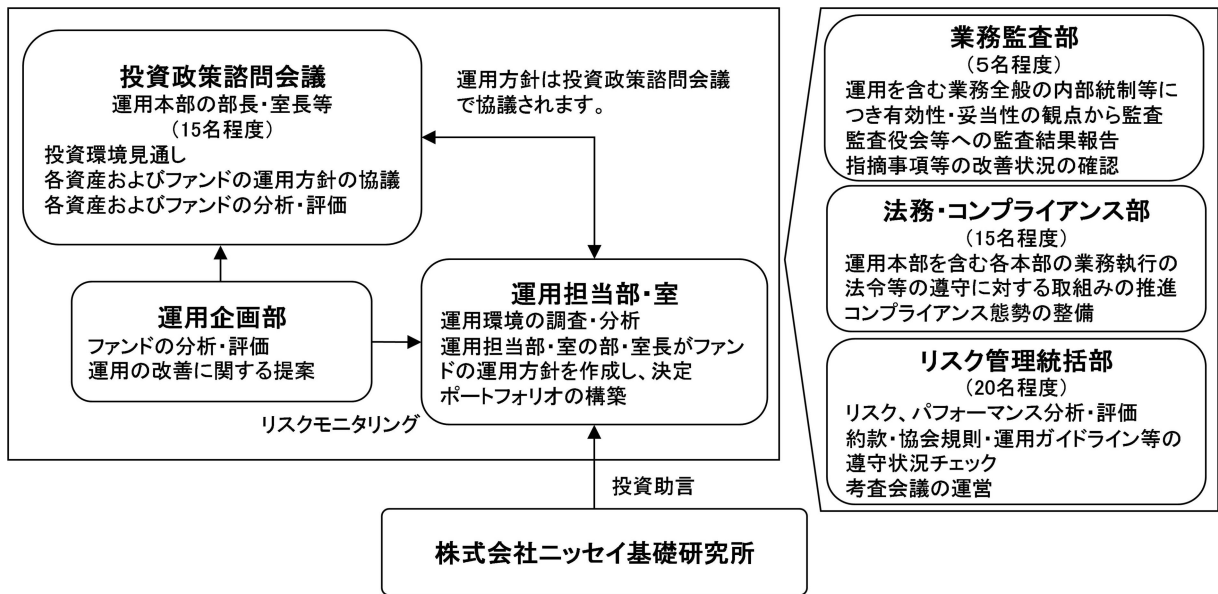 投資政策諮問会議
運用本部の部長・室長等
（15名程度）
投資環境見通し
各資産およびファンドの運用方針の協議
各資産およびファンドの分析・評価
運用方針は投資政策諮問会議
で協議されます。
運用企画部
ファンドの分析・評価
運用の改善に関する提案
運用担当部・室
運用環境の調査・分析
運用担当部・室の部・室長がファン
ドの運用方針を作成し、決定
ポートフォリオの構築
リスクモニタリング
投資助言
株式会社ニッセイ基礎研究所
業務監査部
（５名程度）
運用を含む業務全般の内部統制等に
つき有効性・妥当性の観点から監査
監査役会等への監査結果報告
指摘事項等の改善状況の確認
法務・コンプライアンス部
（15名程度）
運用本部を含む各本部の業務執行の
法令等の遵守に対する取組みの推進
コンプライアンス態勢の整備
リスク管理統括部
（20名程度）
リスク、パフォーマンス分析・評価
約款・協会規則・運用ガイドライン等の
遵守状況チェック
考査会議の運営